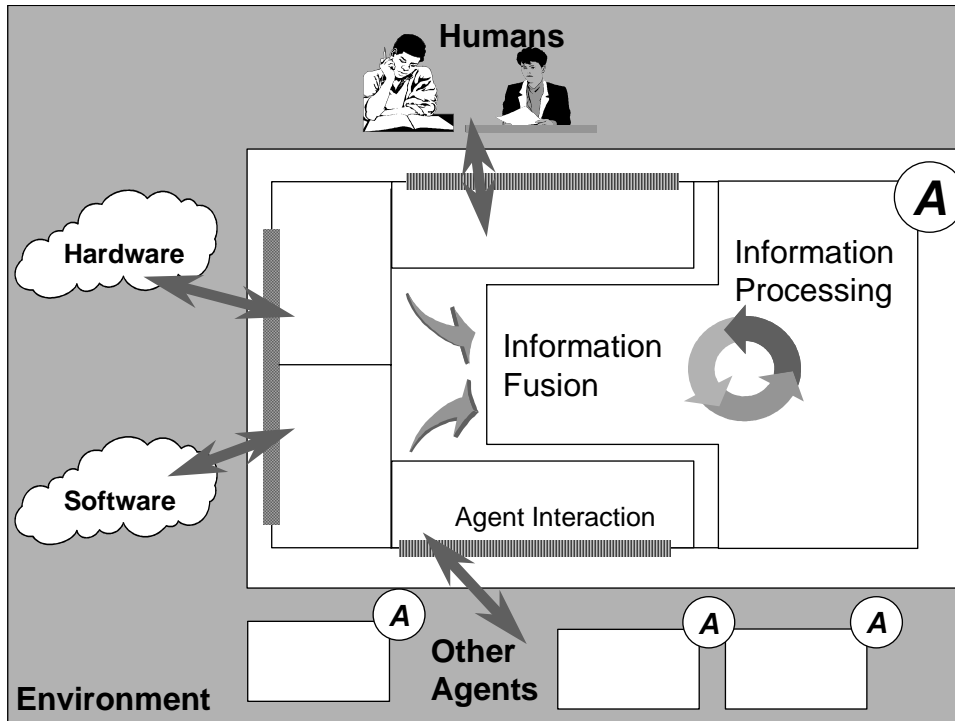 Humans
A
Hardware
Information
Processing
Information
Fusion
Software
Agent Interaction
A
Other
Agents
A
A
Environment